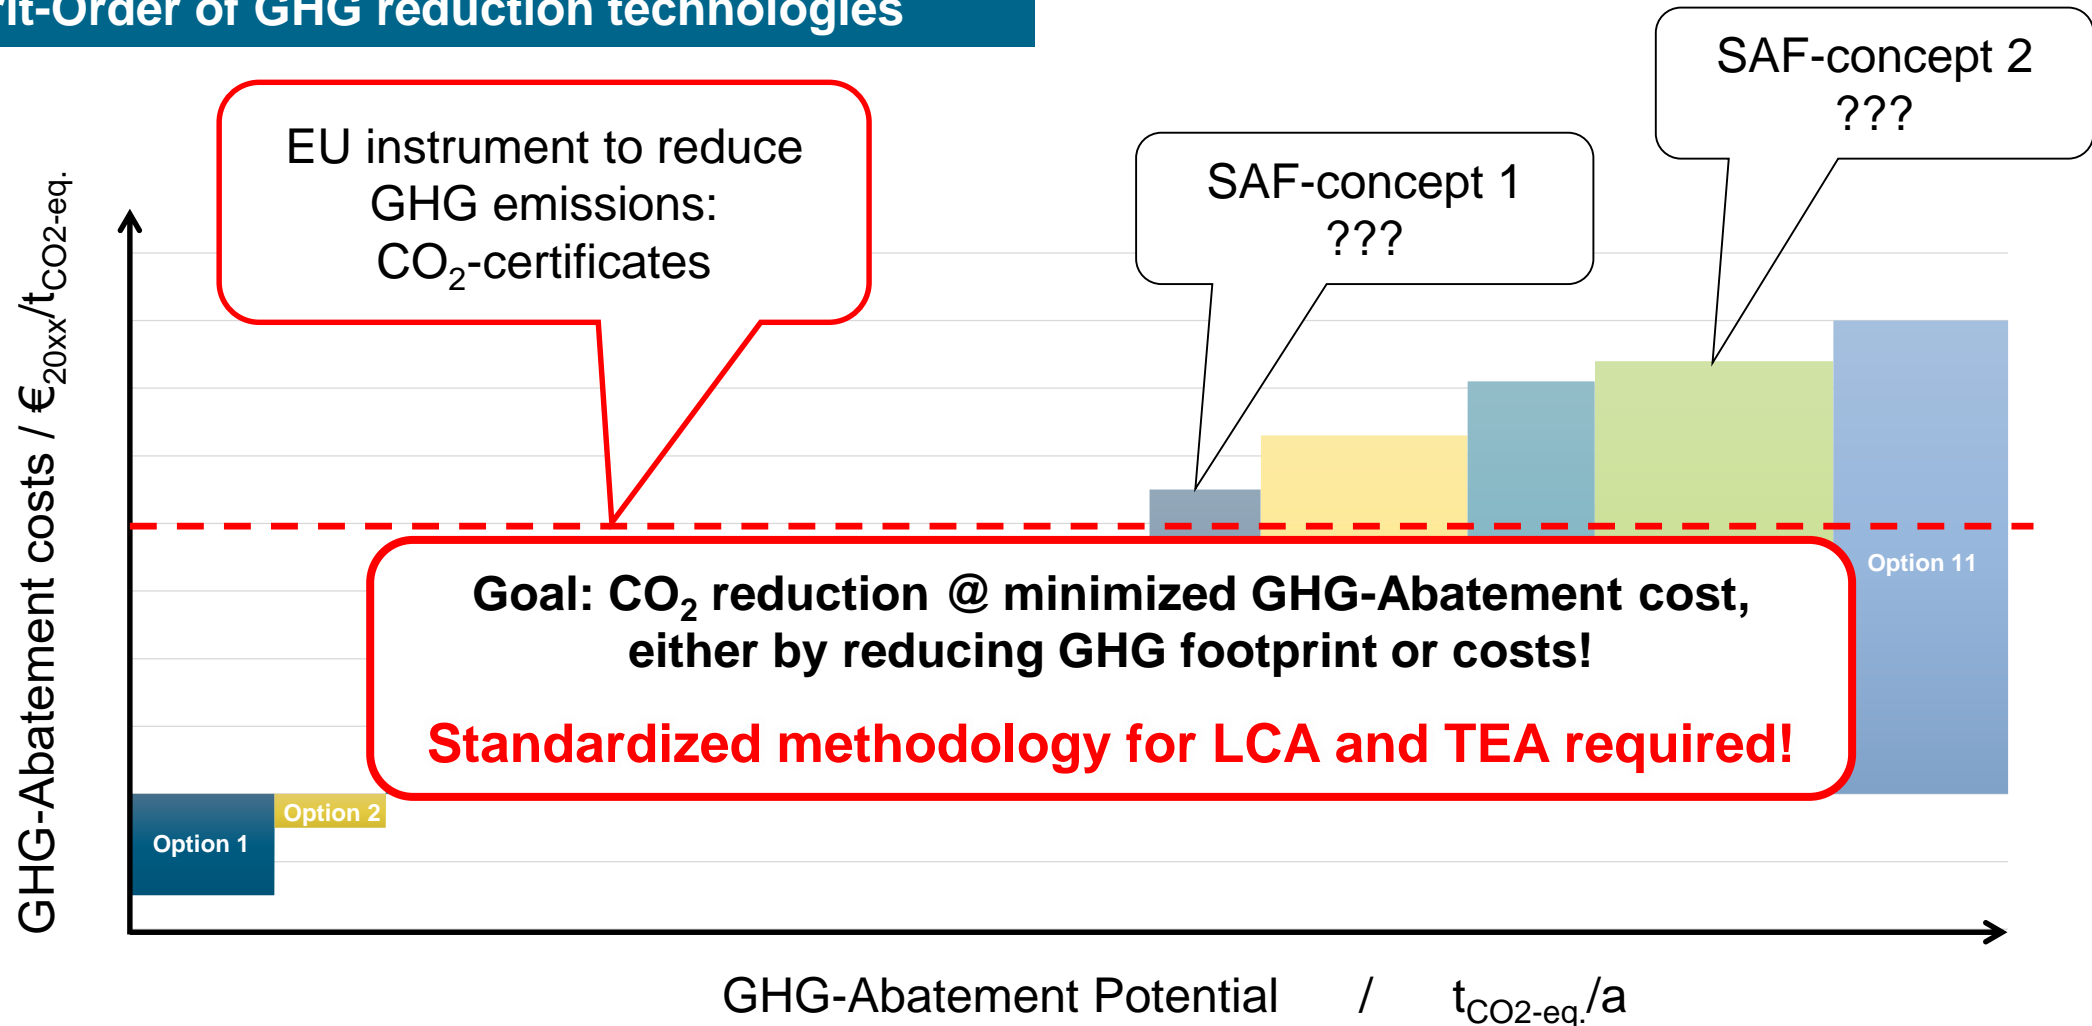 rit-Order of GHG reduction technologies
SAF-concept 2
???
EU instrument to reduce
GHG emissions:
CO₂-certificates
SAF-concept 1
???
GHG-Abatement costs / €20xx/tCO2-eq.
Goal: CO₂ reduction @ minimized GHG-Abatement cost,
either by reducing GHG footprint or costs!
Standardized methodology for LCA and TEA required!
Option 11
Option 2
Option 1
GHG-Abatement Potential / tCO2-eq./a